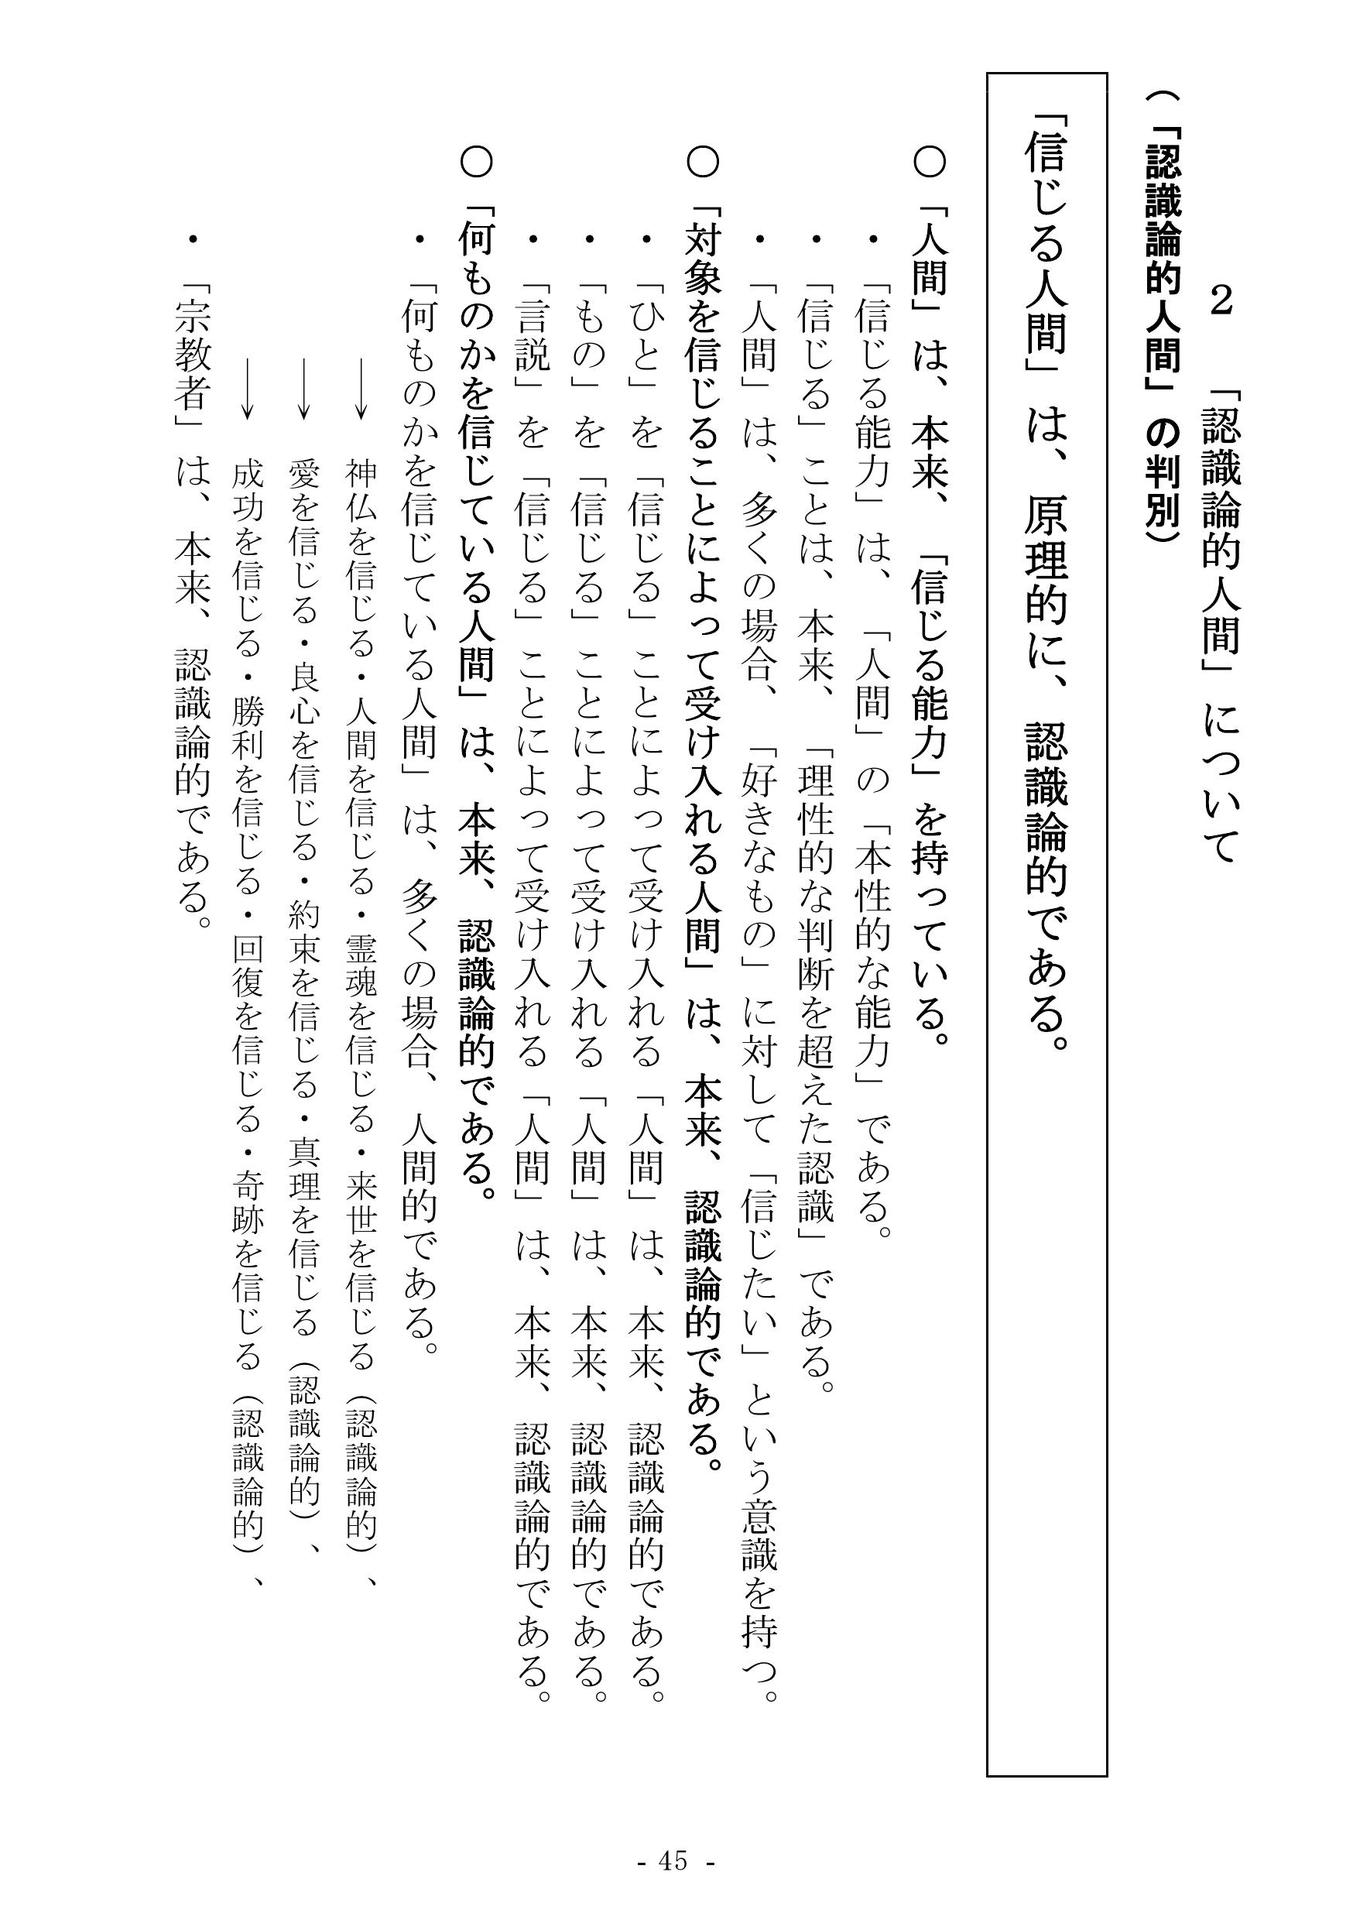 2　「認識論的人間」について
（「認識論的人間」の判別）
「信じる人間」は、原理的に、認識論的である。
○「人間」は、本来、「信じる能力」を持っている。
・「信じる能力」は、「人間」の「本性的な能力」である。
・「信じる」ことは、本来、「理性的な判断を超えた認識」である。
・「人間」は、多くの場合、「好きなもの」に対して「信じたい」という意識を持つ。
○「対象を信じることによって受け入れる人間」は、本来、認識論的である。
・「ひと」を「信じる」ことによって受け入れる「人間」は、本来、認識論的である。
・「もの」を「信じる」ことによって受け入れる「人間」は、本来、認識論的である。
・「言説」を「信じる」ことによって受け入れる「人間」は、本来、認識論的である。
○「何ものかを信じている人間」は、本来、認識論的である。
・「何ものかを信じている人間」は、多くの場合、人間的である。
→　神仏を信じる・人間を信じる・霊魂を信じる・来世を信じる（認識論的）、
→　愛を信じる・良心を信じる・約束を信じる・真理を信じる（認識論的）、
→　成功を信じる・勝利を信じる・回復を信じる・奇跡を信じる（認識論的）、
・「宗教者」は、本来、認識論的である。
- 45 -